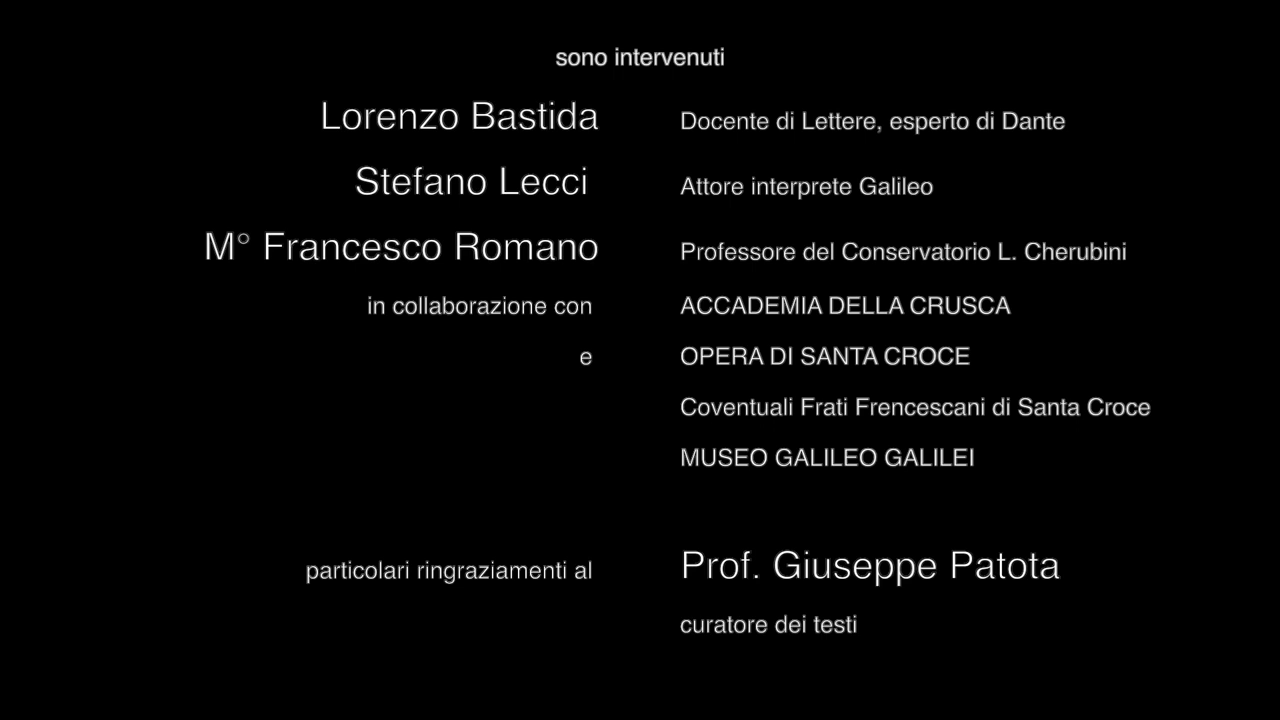 sono intervenuti
Lorenzo Bastida Docente di Lettere, esperto di Dante
Stefano Lecci Attore interprete Galileo
M° Francesco Romano Professore del Conservatorio L. Cherubini
in collaborazione con ACCADEMIA DELLA CRUSCA
e OPERA DI SANTA CROCE
Coventuali Frati Frencescani di Santa Croce
MUSEO GALILEO GALILEI
particolari ringraziamenti al Prof. Giuseppe Patota
curatore dei testi